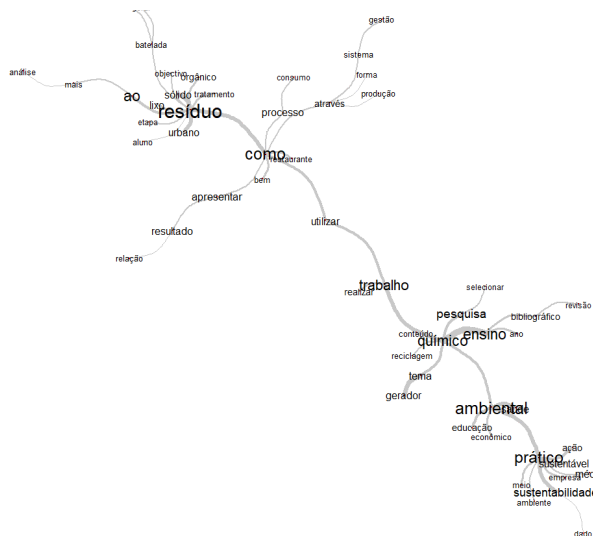 gestão
batelada
sistema
análise
mais
objectivo
orgânico
consumo
forma
ao
sólido
tratamento
produção
lixo
resíduo
processo
através
etapa
urbano
aluno
como
restaurante
bem
apresentar
resultado
utilizar
relação
trabalho
realizar
selecionar
pesquisa
revisão
bibliográfico
conteúdo
químico
ensino
ano
reciclagem
tema
gerador
ambiental
educação
econômico
prático
ação
sustentável
empresa
meio
sustentabilidade
ambiente
dado